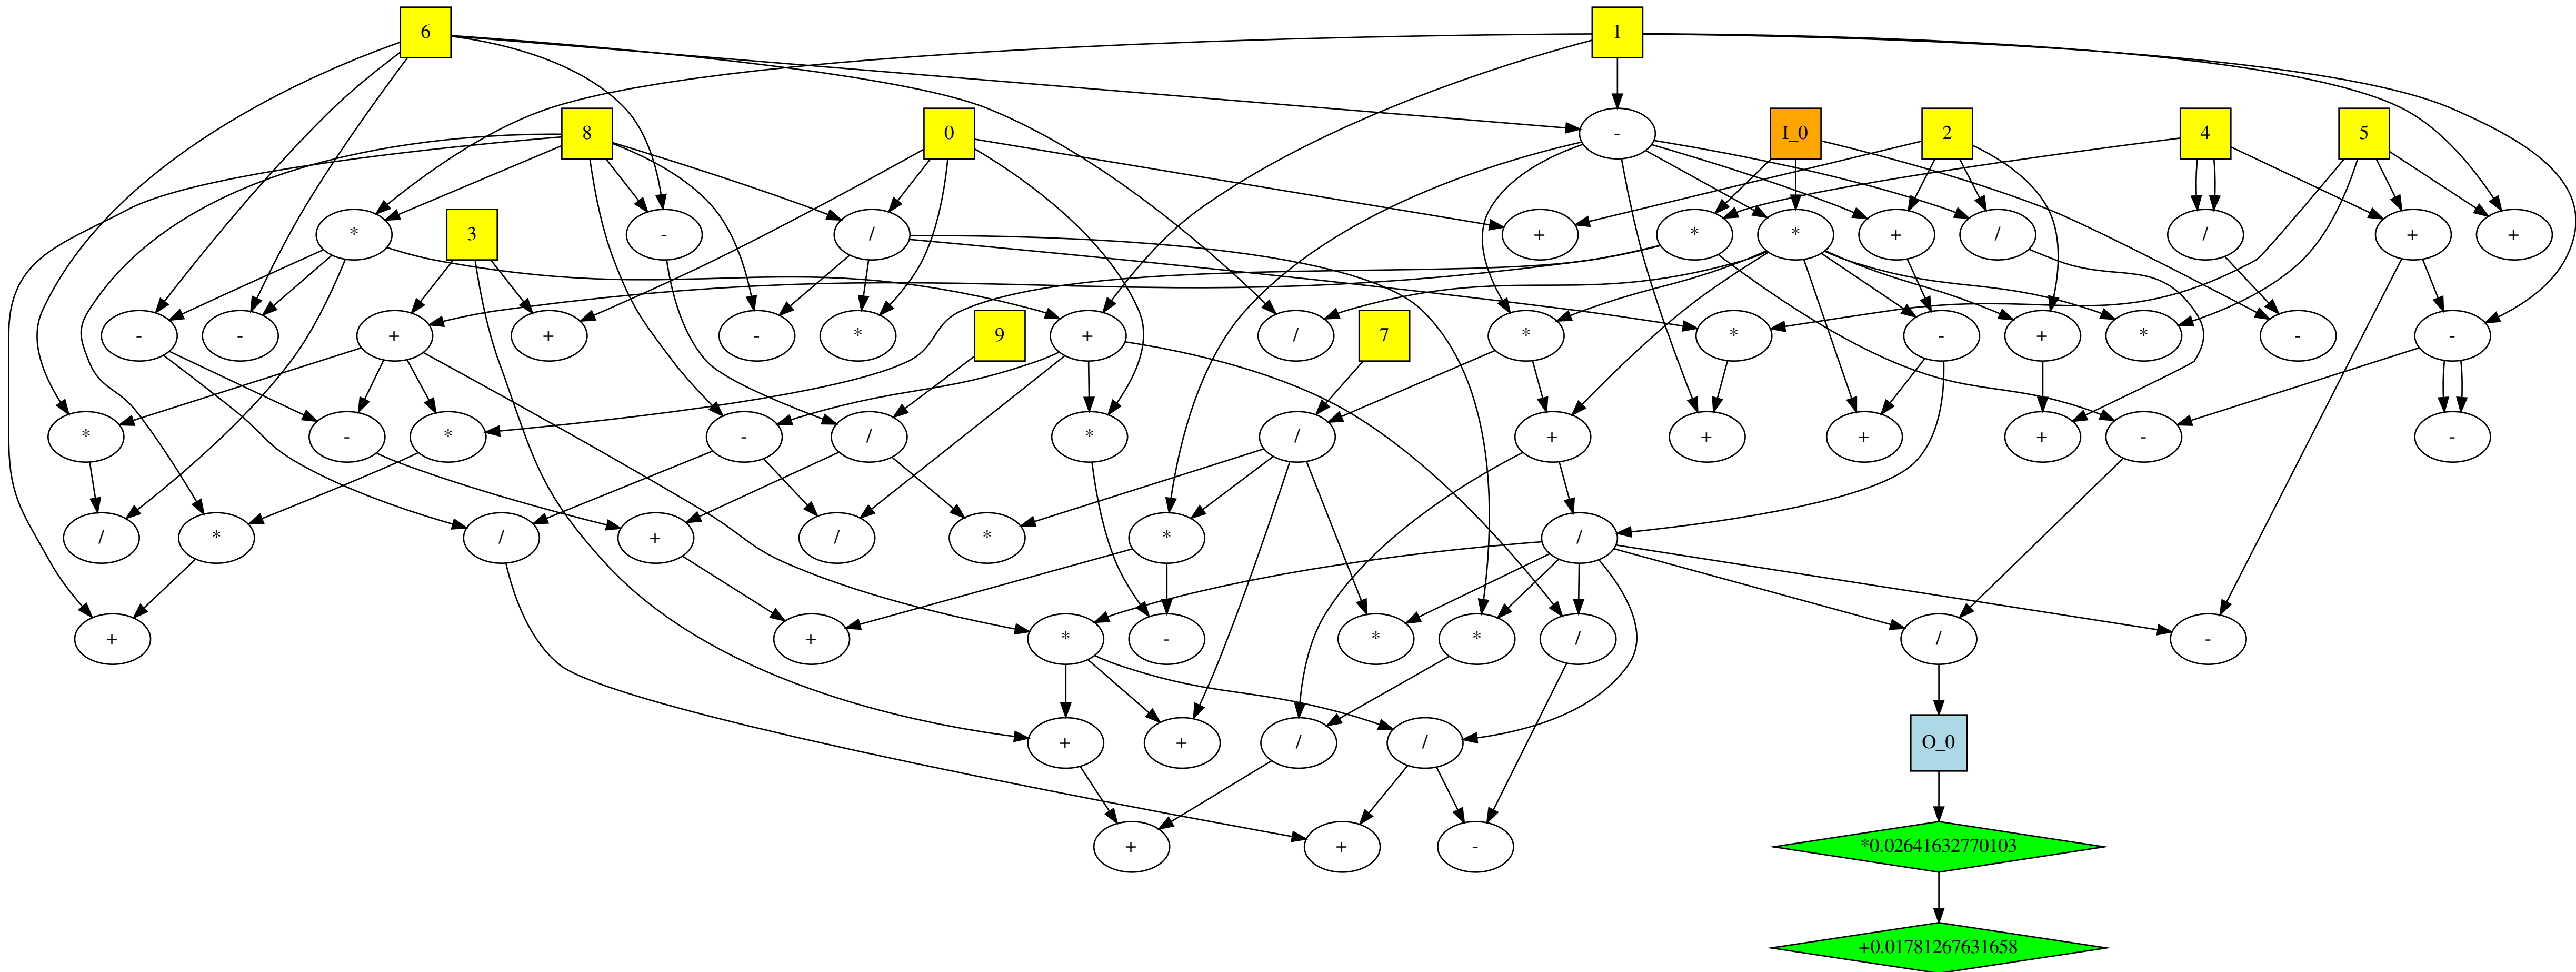 6 1
8 0 - I_0 2 4 5
* 3 - / + * * + / / + +
- - + + - * + / * * - + * - -
9 7
* - * - / * / + + + + - -
/ * / + / * * /
+ + * - * * / / -
+ + / / O_0
+ + - *0.02641632770103
+0.01781267631658